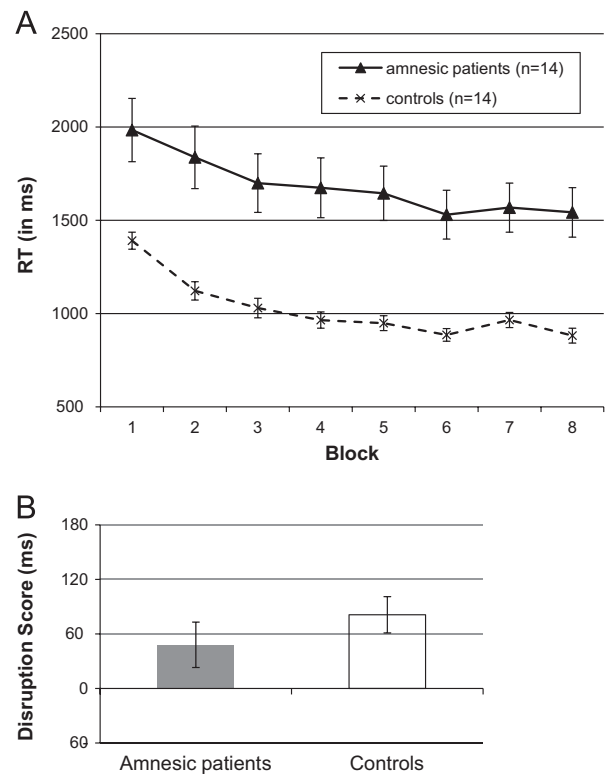 A
2500
2000
1500
1000
500
RT (in ms)
amnesic patients (n=14)
controls (n=14)
1 2 3 4 5 6 7 8
Block
B
180
120
60
0
60-
Disruption Score (ms)
Amnesic patients Controls